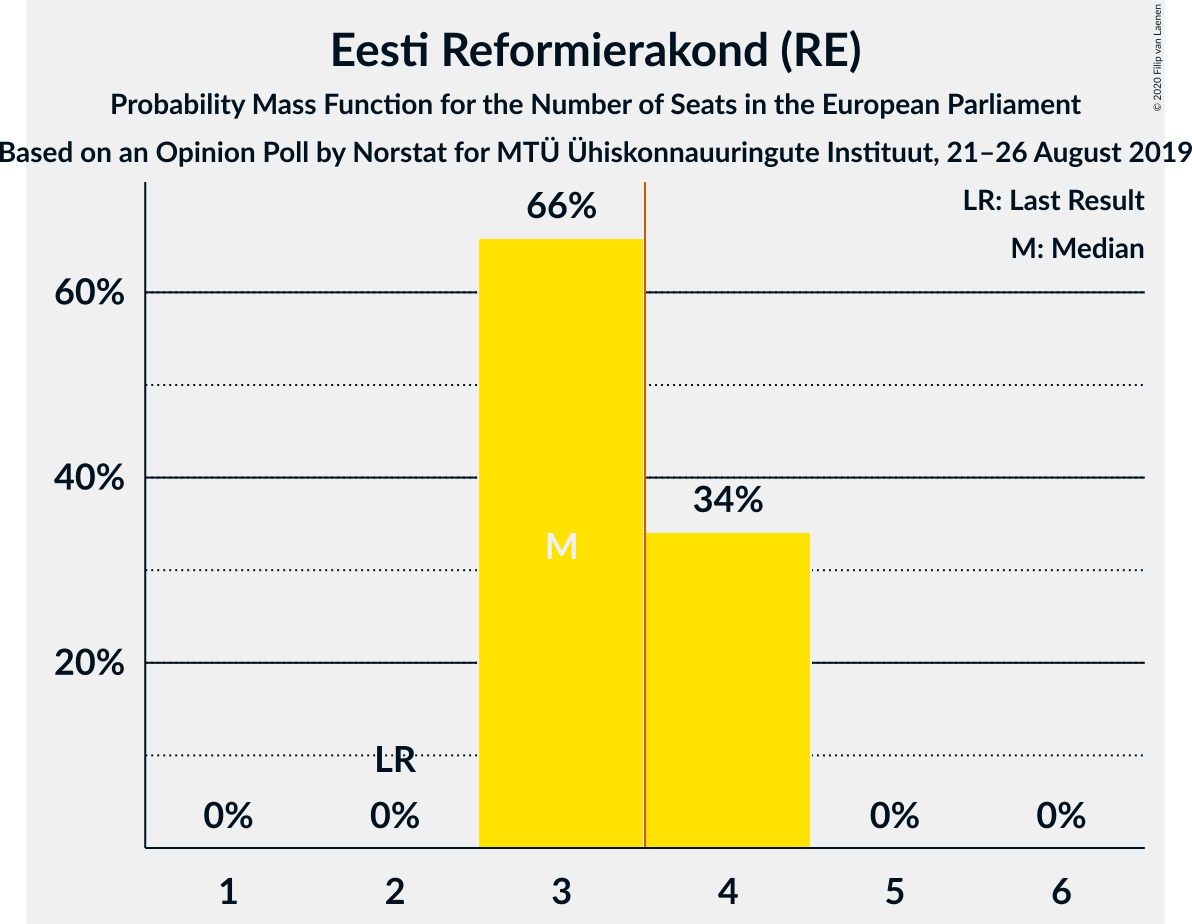 Eesti Reformierakond (RE)
Probability Mass Function for the Number of Seats in the European Parliament
Based on an Opinion Poll by Norstat for MTÜ Ühiskonnauuringute Instituut, 21–26 August 2019
© 2020 Filip van Laenen
LR: Last Result
M: Median
66%
60%
40%
34%
M
20%
LR
0% 0% 0% 0%
1 2 3 4 5 6